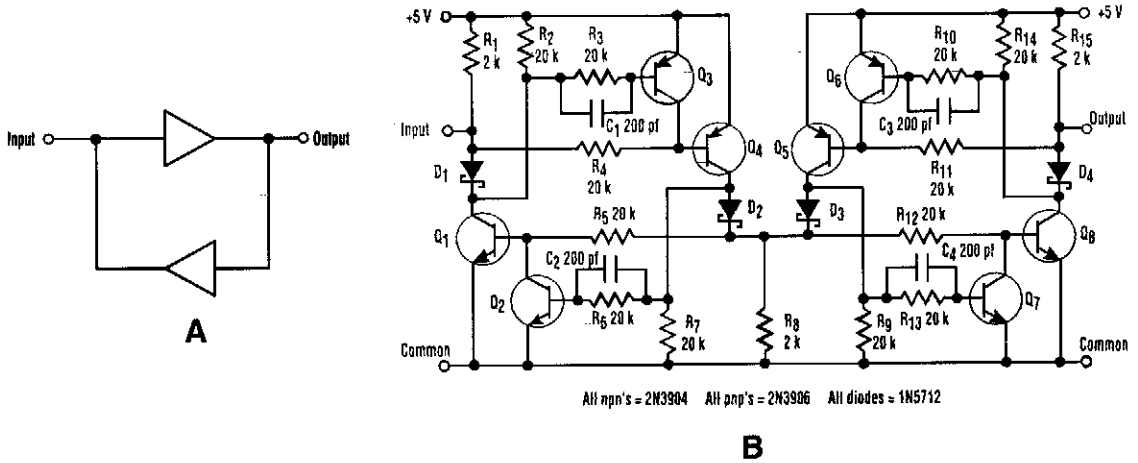 Input
Output
A
+5 V
R1
2 k
R2
20 k
R3
20 k
Q3
C1 200 pf
Input
R4
20 k
Q4
D1
D2
Q1
R5 20 k
C2
200 pf
Q2
R6 20 k
R7
20 k
R8
2 k
Common
+5 V
R15
2 k
R14
20 k
R10
20 k
Q6
C3 200 pf
Output
R11
20 k
Q5
D4
D3
R12 20 k
Q8
C4 200 pf
Q7
R9
20 k
R13 20 k
Common
All npn's = 2N3904 All pnp's = 2N3906 All diodes = 1N5712
B